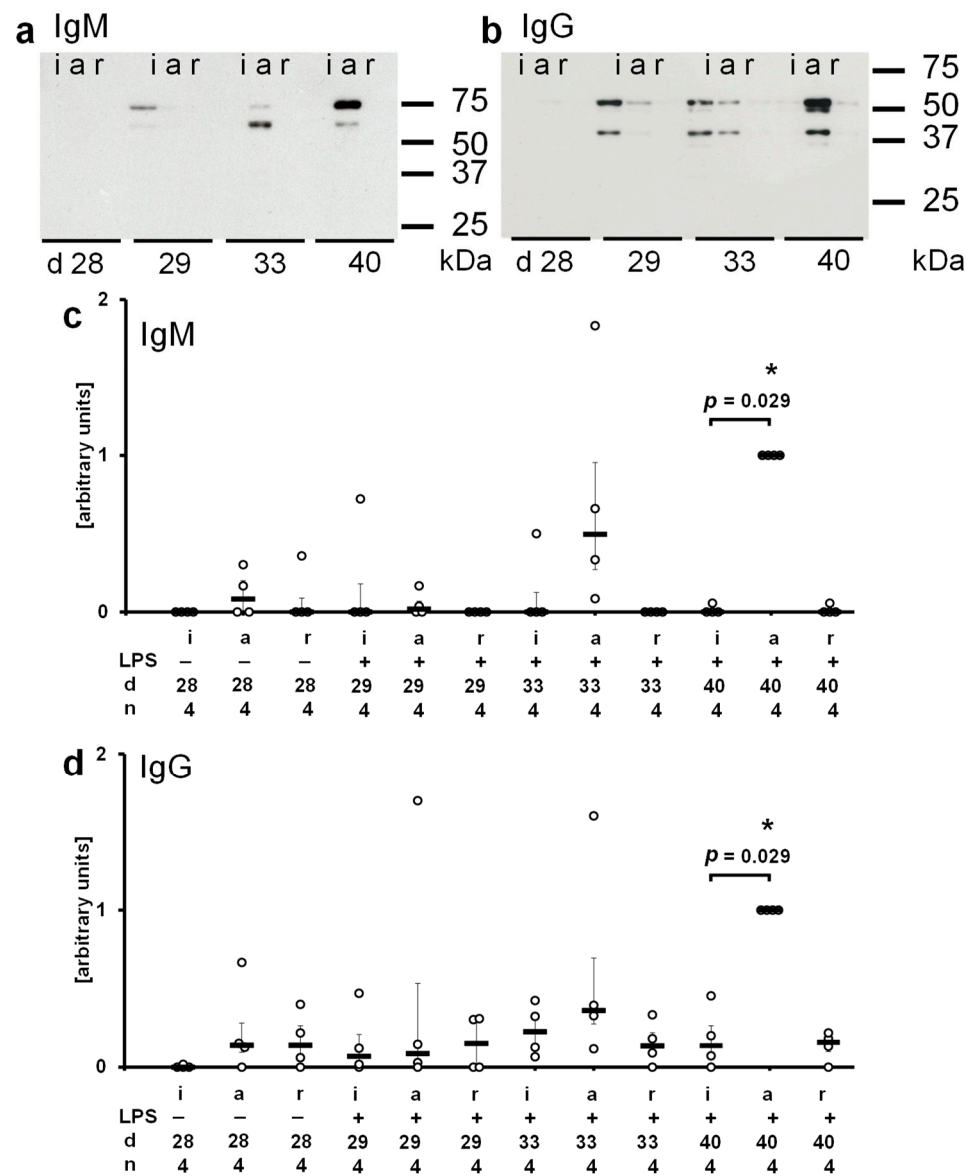 a IgM
i a r i a r i a r i a r
75
50
37
25
d 28 29 33 40 kDa
b IgG
i a r i a r i a r i a r
75
50
37
25
d 28 29 33 40 kDa
c
IgM
2
1
0
[arbitrary units]
*
p = 0.029
i a r i a r i a r i a r
LPS – – – + + + + + + + + +
d 28 28 28 29 29 29 33 33 33 40 40 40
n 4 4 4 4 4 4 4 4 4 4 4 4
d
IgG
2
1
0
[arbitrary units]
*
p = 0.029
i a r i a r i a r i a r
LPS – – – + + + + + + + + +
d 28 28 28 29 29 29 33 33 33 40 40 40
n 4 4 4 4 4 4 4 4 4 4 4 4